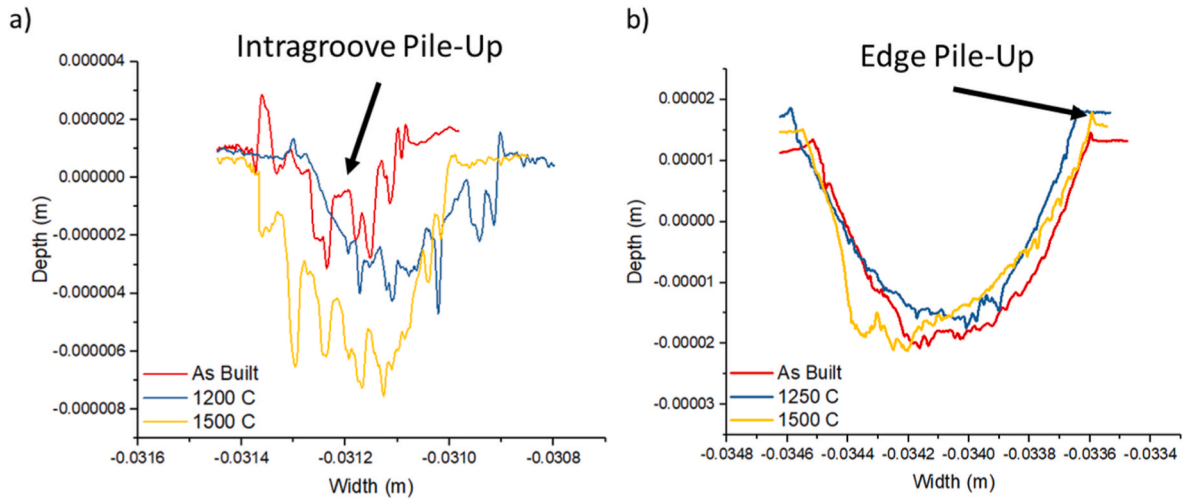 a)
Intragroove Pile-Up
0.000004
0.000002
0.000000
-0.000002
-0.000004
-0.000006
-0.000008
Depth (m)
As Built
1200 C
1500 C
-0.0316 -0.0314 -0.0312 -0.0310 -0.0308
Width (m)
b)
Edge Pile-Up
0.00002
0.00001
0.00000
-0.00001
-0.00002
-0.00003
Depth (m)
As Built
1250 C
1500 C
-0.0348 -0.0346 -0.0344 -0.0342 -0.0340 -0.0338 -0.0336 -0.0334
Width (m)